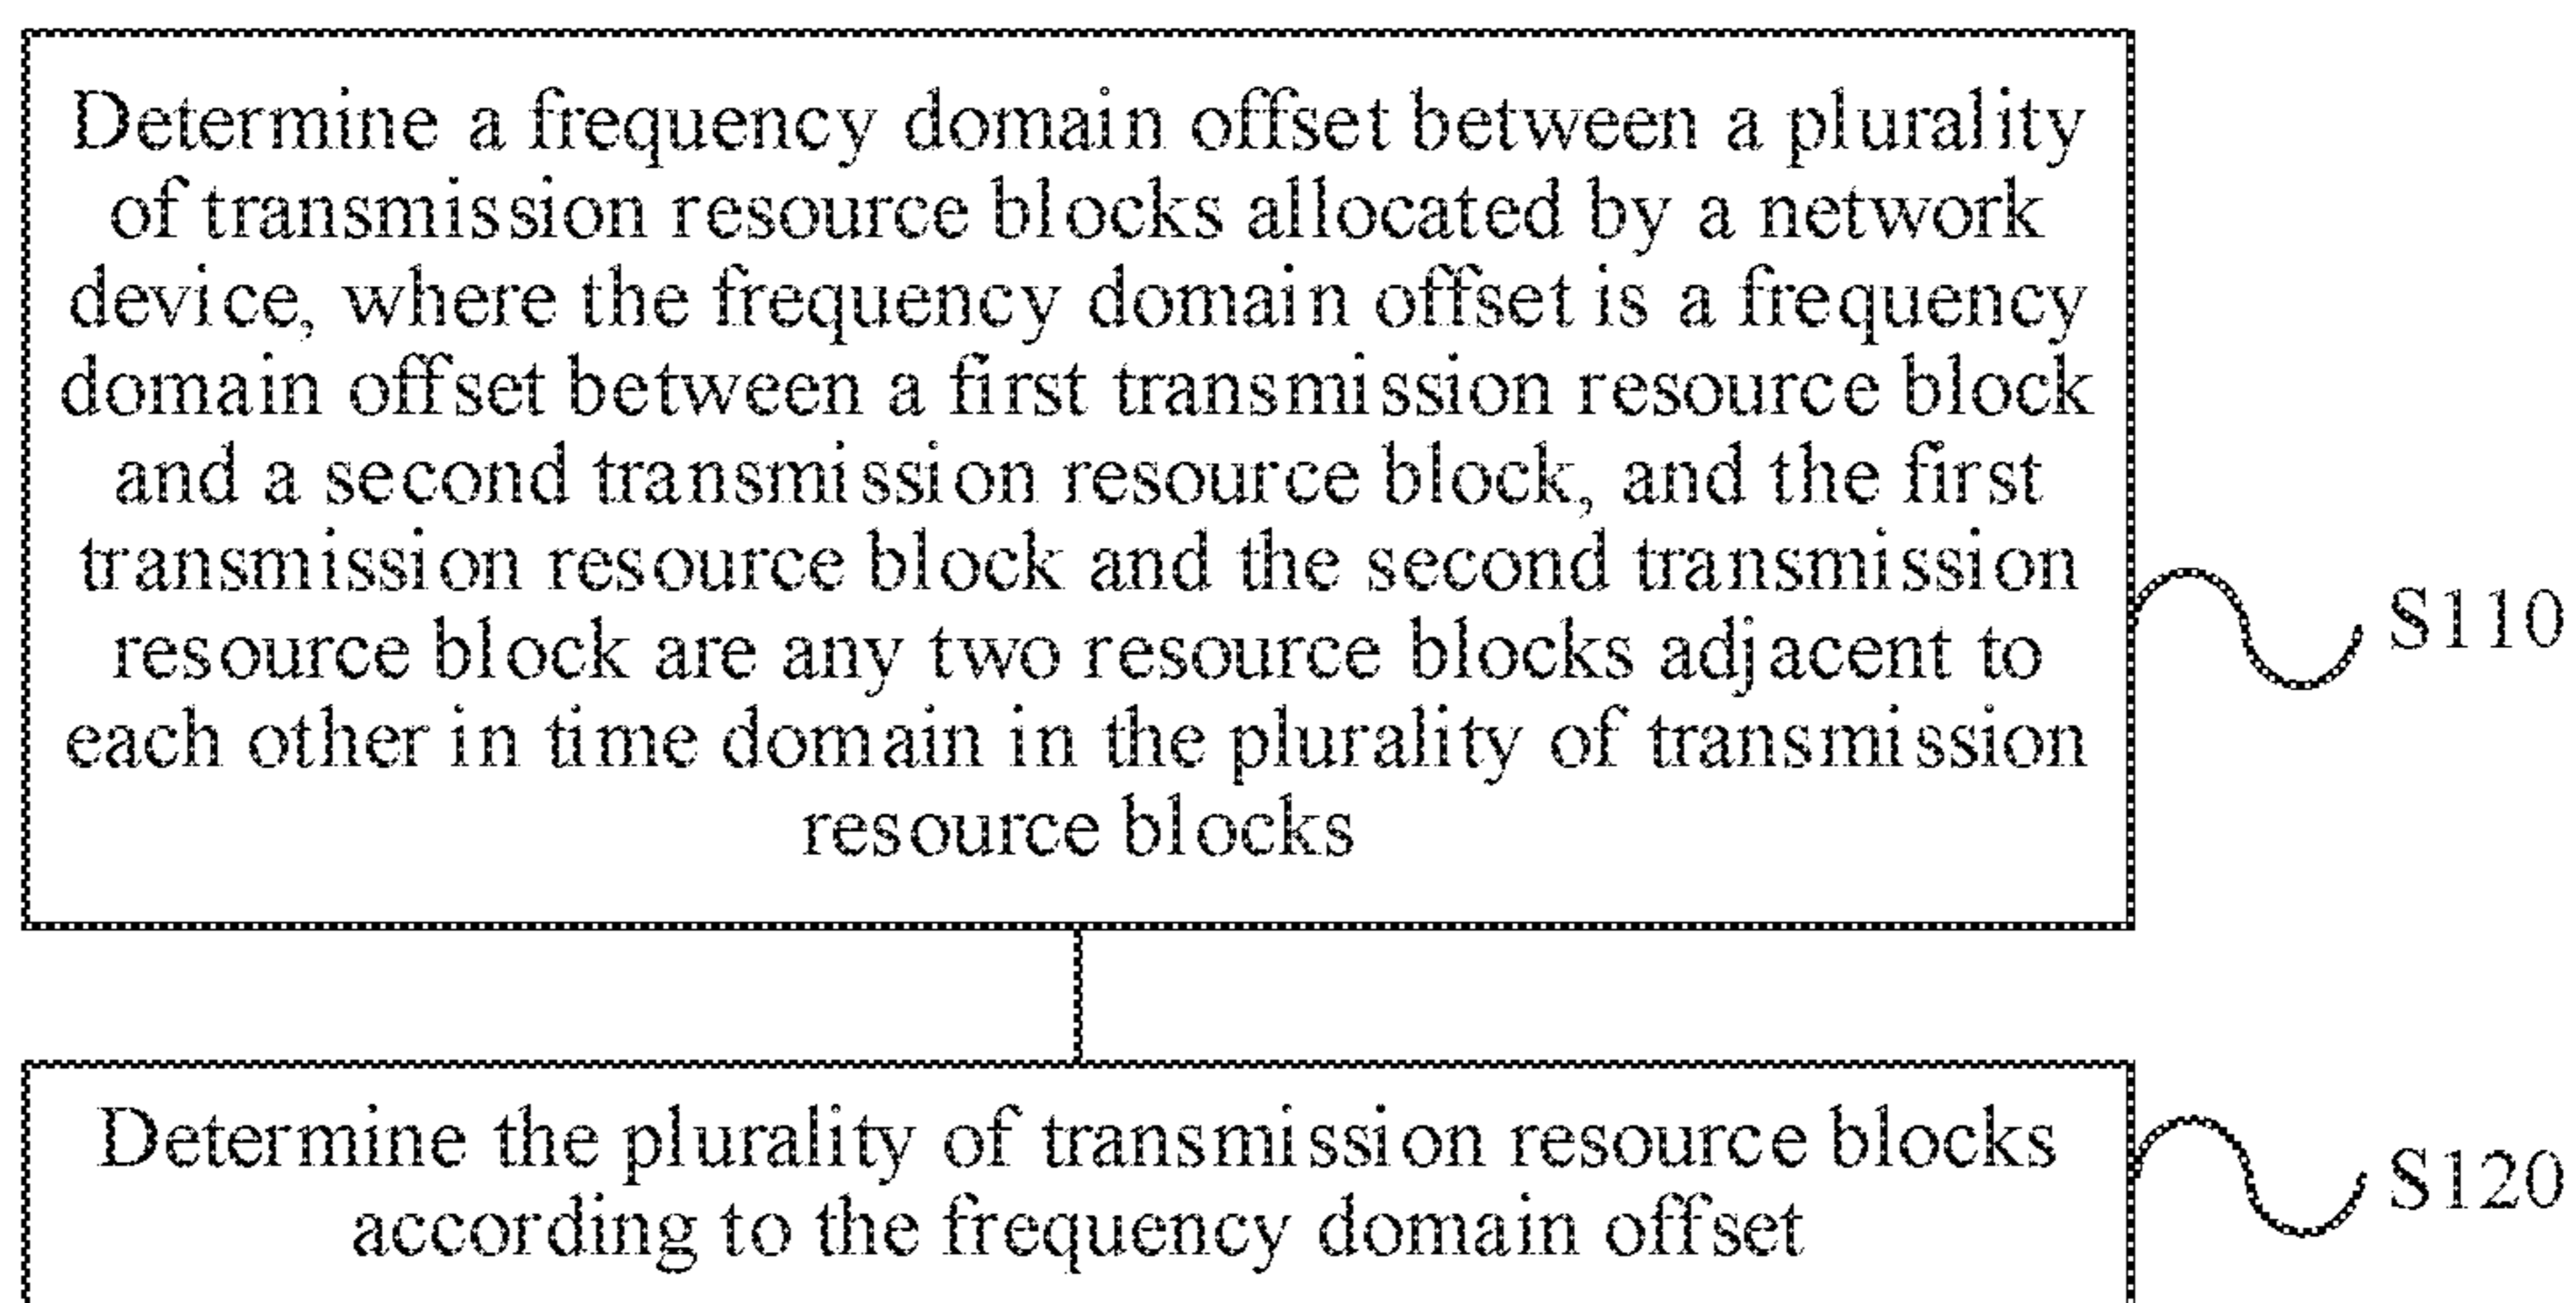 Determine a frequency domain offset between a plurality
of transmission resource blocks allocated by a network
device, where the frequency domain offset is a frequency
domain offset between a first transmission resource block
and a second transmission resource block, and the first
transmission resource block and the second transmission
resource block are any two resource blocks adjacent to
each other in time domain in the plurality of transmission
resource blocks
S110
Determine the plurality of transmission resource blocks
according to the frequency domain offset
S120